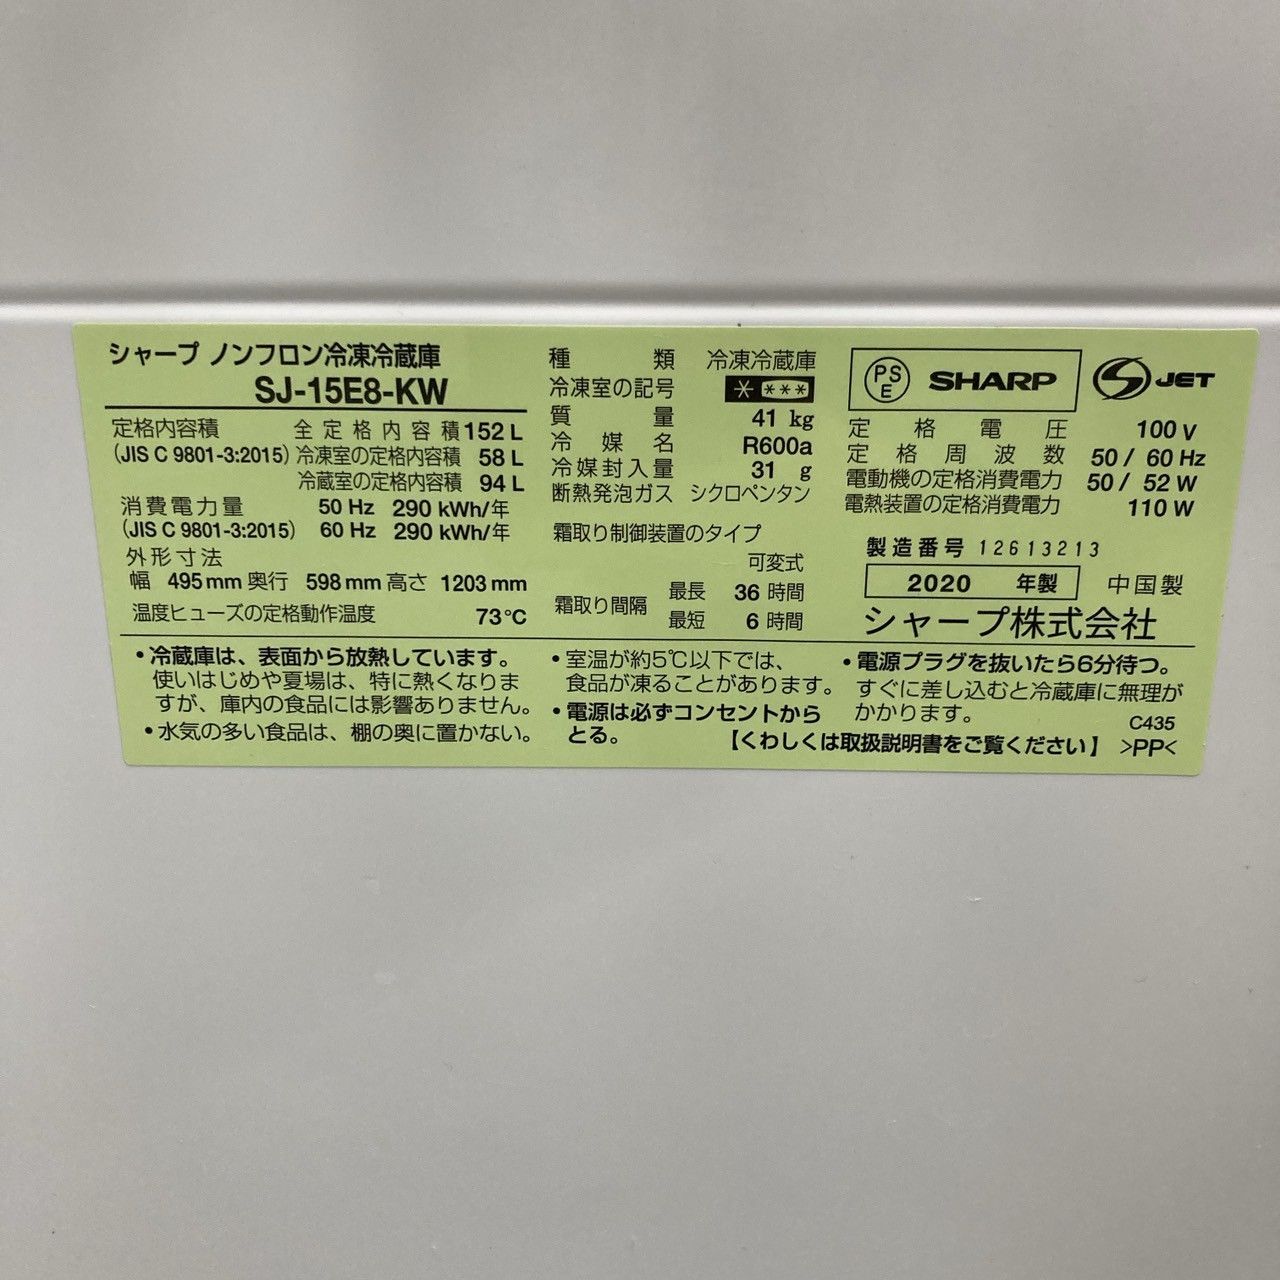 シャープ ノンフロン冷凍冷蔵庫
SJ-15E8-KW
定格内容積 全定格内容積 152 L
(JIS C 9801-3:2015) 冷凍室の定格内容積 58 L
冷蔵室の定格内容積 94 L
消費電力量 50 Hz 290 kWh/年
(JIS C 9801-3:2015) 60 Hz 290 kWh/年
外形寸法
幅 495 mm 奥行 598 mm 高さ 1203 mm
温度ヒューズの定格動作温度 73℃
種類 冷凍冷蔵庫
冷凍室の記号 * ***
質量 41 kg
冷媒名 R600a
冷媒封入量 31 g
断熱発泡ガス シクロペンタン
霜取り制御装置のタイプ
可変式
霜取り間隔 最長 36 時間
最短 6 時間
PSE SHARP JET
定格電圧 100 V
定格周波数 50 / 60 Hz
電動機の定格消費電力 50 / 52 W
電熱装置の定格消費電力 110 W
製造番号 12613213
2020 年製 中国製
シャープ株式会社
・冷蔵庫は、表面から放熱しています。
使いはじめや夏場は、特に熱くなりま
すが、庫内の食品には影響ありません。
・水気の多い食品は、棚の奥に置かない。
・室温が約5℃以下では、
食品が凍ることがあります。
・電源は必ずコンセントから
とる。
・電源プラグを抜いたら6分待つ。
すぐに差し込むと冷蔵庫に無理が
かかります。
C435
【くわしくは取扱説明書をご覧ください】 >PP<